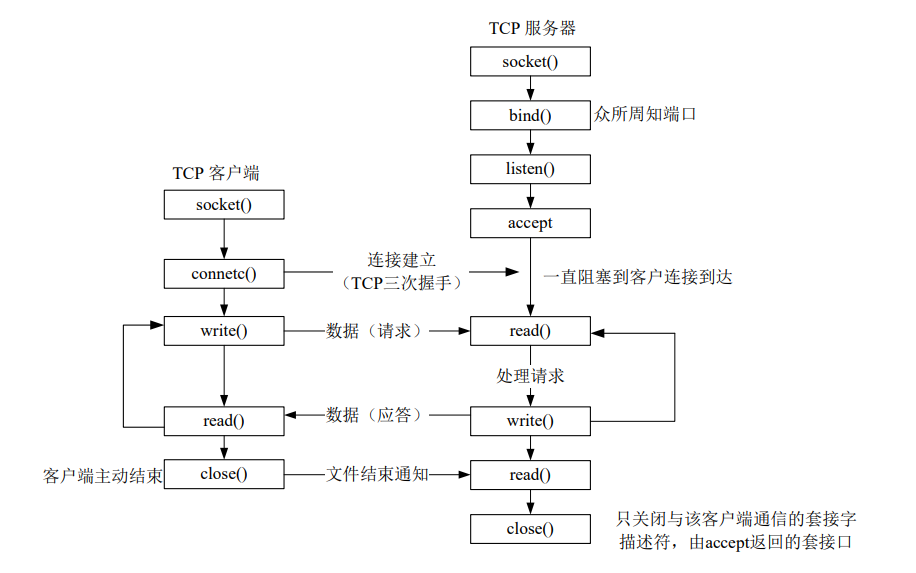 TCP 服务器
socket()
bind()
众所周知端口
listen()
TCP 客户端
socket()
accept
connetc()
连接建立
（TCP三次握手）
一直阻塞到客户连接到达
write()
数据（请求）
read()
处理请求
read()
数据（应答）
write()
客户端主动结束
close()
文件结束通知
read()
close()
只关闭与该客户端通信的套接字
描述符，由accept返回的套接口